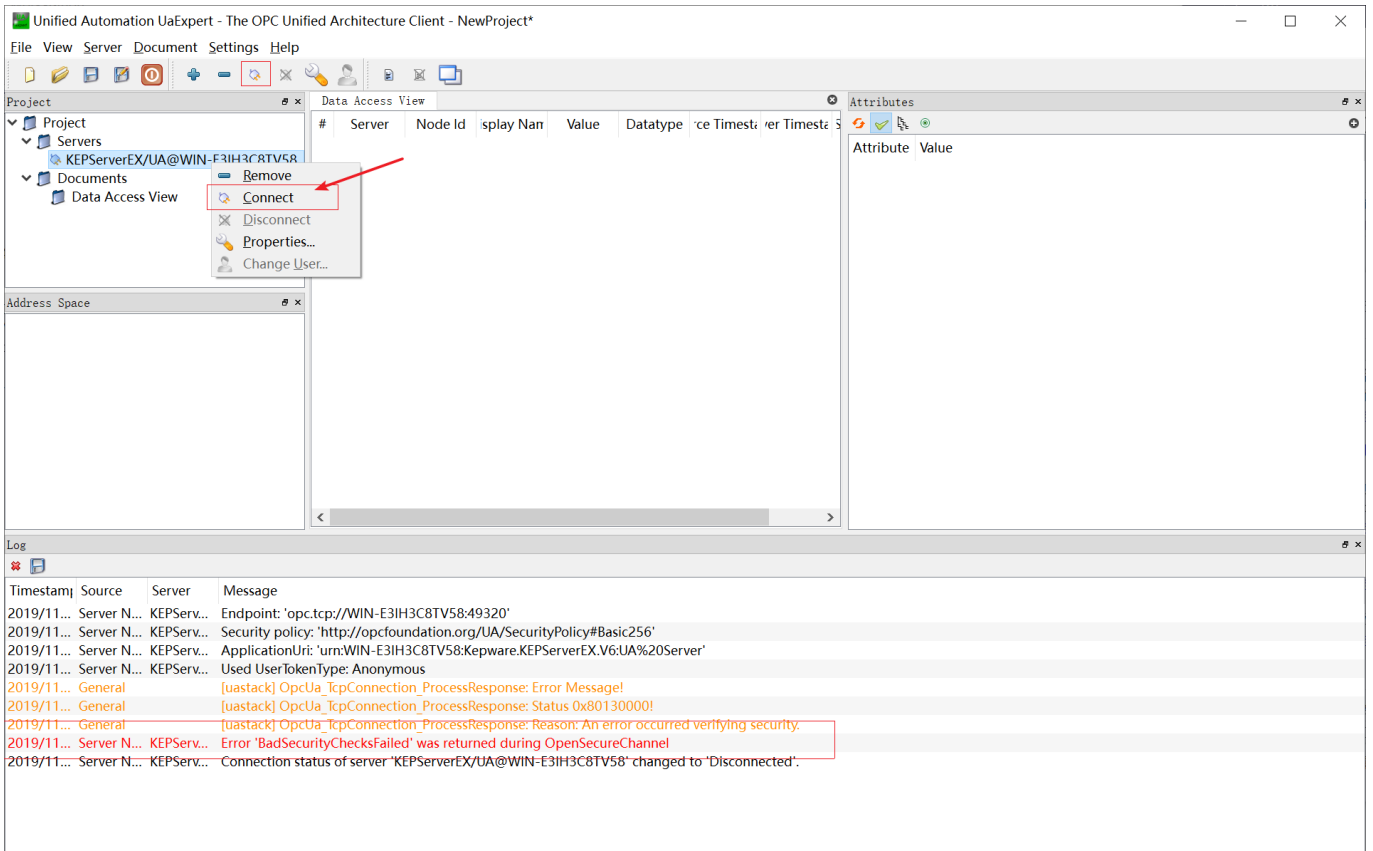 Unified Automation UaExpert - The OPC Unified Architecture Client - NewProject*
File View Server Document Settings Help
Project
Project
Servers
KEPServerEX/UA@WIN-E3IH3C8TV58
Documents
Data Access View
Remove
Connect
Disconnect
Properties...
Change User...
Data Access View
# Server Node Id isplay Nam Value Datatype rce Timesta ver Timesta S
Attributes
Attribute Value
Address Space
Log
Timestamp Source Server Message
2019/11... Server N... KEPServ... Endpoint: 'opc.tcp://WIN-E3IH3C8TV58:49320'
2019/11... Server N... KEPServ... Security policy: 'http://opcfoundation.org/UA/SecurityPolicy#Basic256'
2019/11... Server N... KEPServ... ApplicationUri: 'urn:WIN-E3IH3C8TV58:Kepware.KEPServerEX.V6:UA%20Server'
2019/11... Server N... KEPServ... Used UserTokenType: Anonymous
2019/11... General [uastack] OpcUa_TcpConnection_ProcessResponse: Error Message!
2019/11... General [uastack] OpcUa_TcpConnection_ProcessResponse: Status 0x80130000!
2019/11... General [uastack] OpcUa_TcpConnection_ProcessResponse: Reason: An error occurred verifying security.
2019/11... Server N... KEPServ... Error 'BadSecurityChecksFailed' was returned during OpenSecureChannel
2019/11... Server N... KEPServ... Connection status of server 'KEPServerEX/UA@WIN-E3IH3C8TV58' changed to 'Disconnected'.